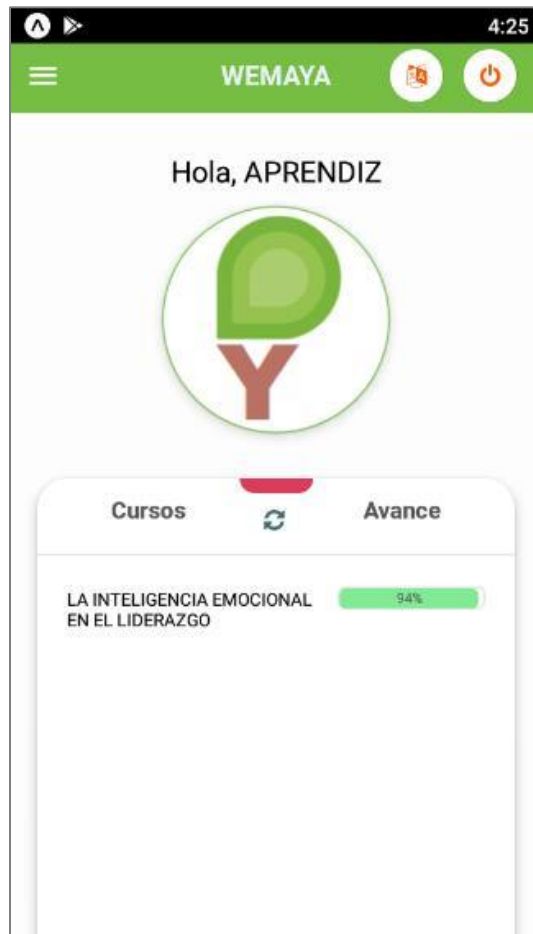 4:25
WEMAYA
Hola, APRENDIZ
Y
Cursos
Avance
LA INTELIGENCIA EMOCIONAL
EN EL LIDERAZGO
94%